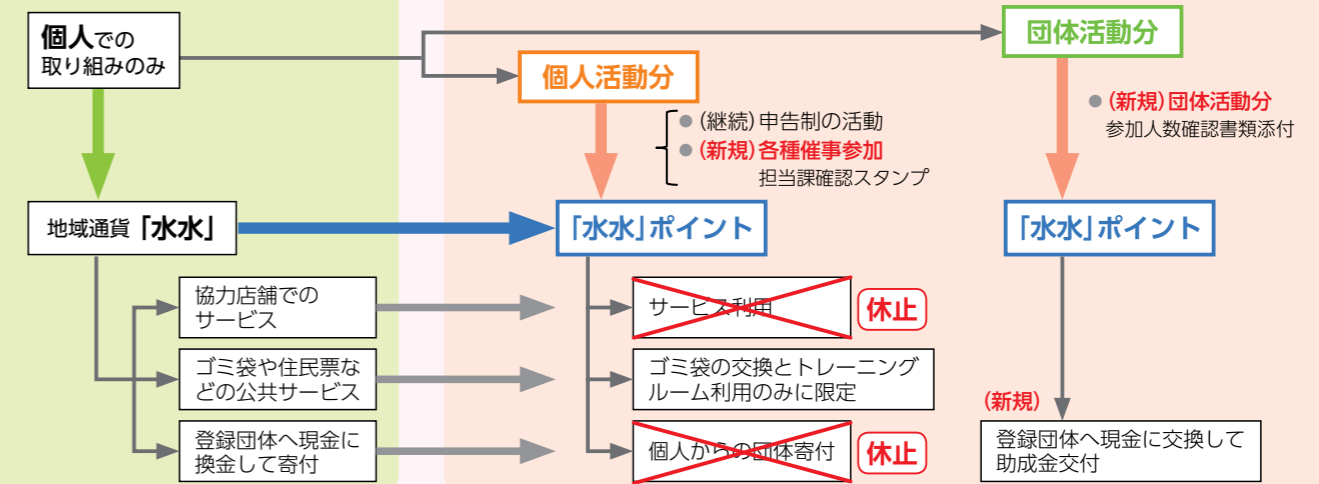 個人での
取り組みのみ
地域通貨「水水」
協力店舗での
サービス
ゴミ袋や住民票な
どの公共サービス
登録団体へ現金に
換金して寄付
個人活動分
●(継続)申告制の活動
●(新規)各種催事参加
担当課確認スタンプ
「水水」ポイント
サービス利用
休止
ゴミ袋の交換とトレーニング
ルーム利用のみに限定
個人からの団体寄付
休止
団体活動分
●(新規)団体活動分
参加人数確認書類添付
「水水」ポイント
(新規)
登録団体へ現金に交換して
助成金交付